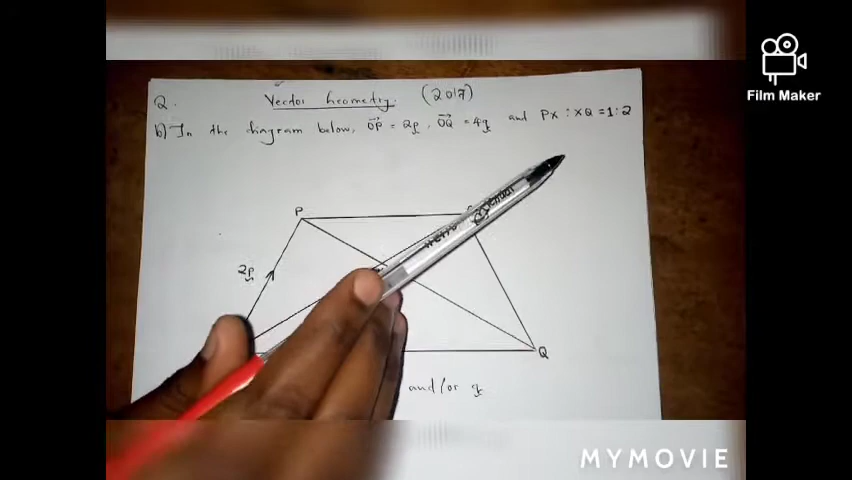 Q. Vector Geometry. (2017)
b) In the diagram below, OP = 2p, OQ = 4q and PX : XQ = 1:2
P
2p
Q
and/or q
Film Maker
MYMOVIE